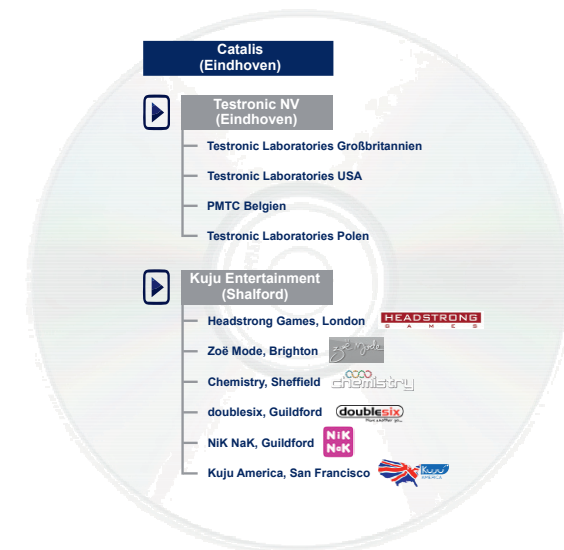 Catalis
(Eindhoven)
Testronic NV
(Eindhoven)
Testronic Laboratories Großbritannien
Testronic Laboratories USA
PMTC Belgien
Testronic Laboratories Polen
Kuju Entertainment
(Shalford)
Headstrong Games, London
HEADSTRONG
GAMES
Zoë Mode, Brighton
zoë mode
Chemistry, Sheffield
chemistry
doublesix, Guildford
doublesix
NiK NaK, Guildford
NiK
NaK
Kuju America, San Francisco
Kuju
AMERICA